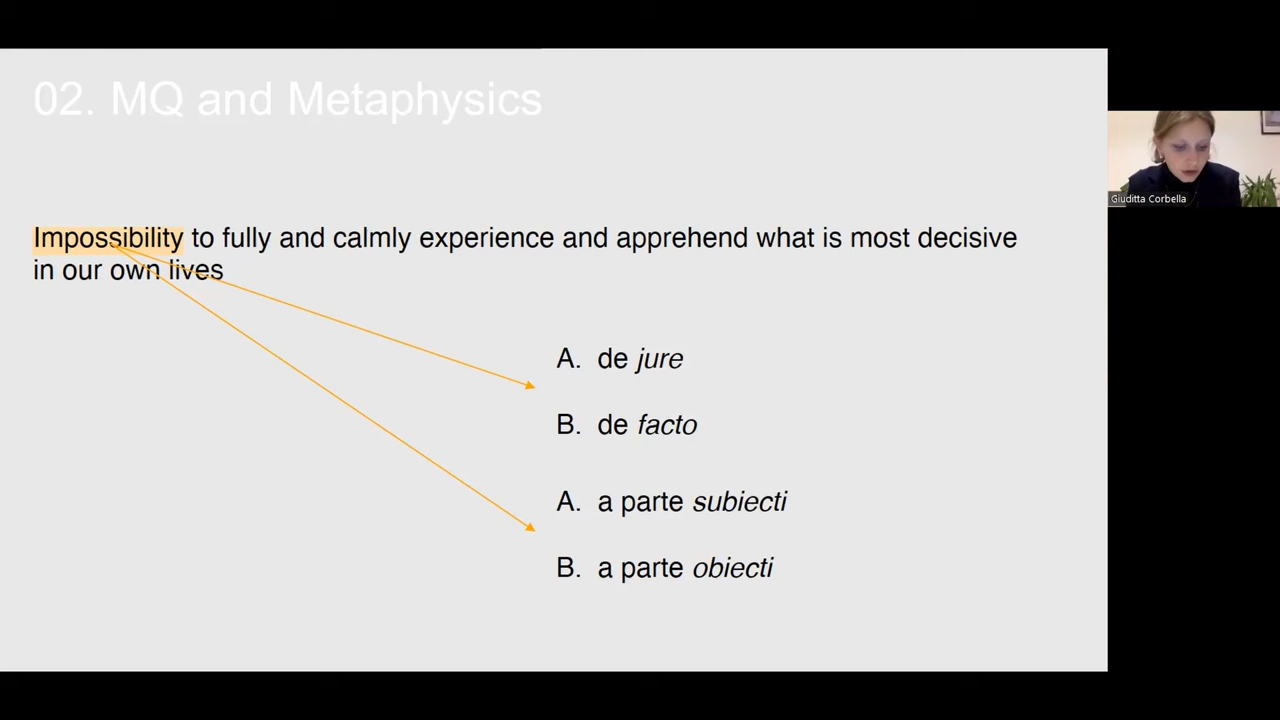 02. MQ and Metaphysics
Impossibility to fully and calmly experience and apprehend what is most decisive
in our own lives
A. de jure
B. de facto
A. a parte subiecti
B. a parte obiecti
Giuditta Corbella